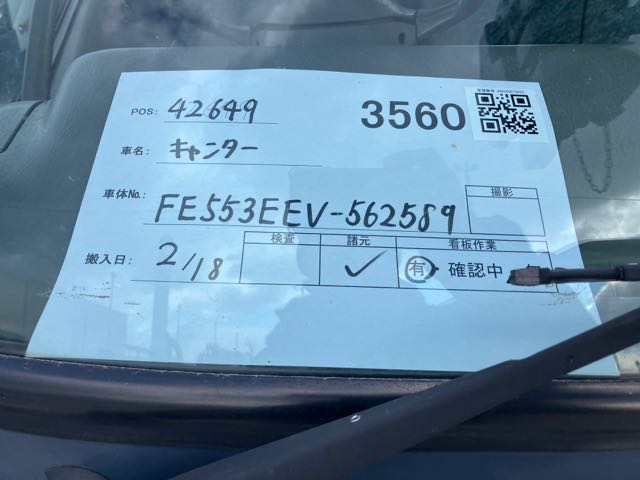 POS: 42649
3560
車名: キャンター
車体No. FE553EEV-562589
撮影
搬入日: 2/18
検査 諸元 看板作業
✓ 有 ・ 確認中